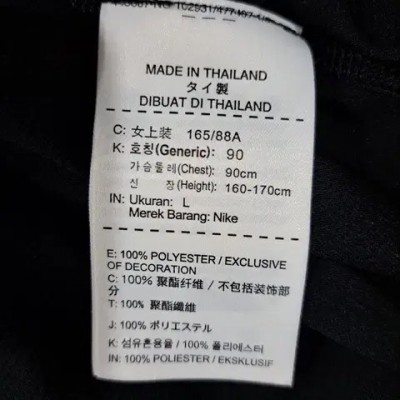 MADE IN THAILAND
タイ製
DIBUAT DI THAILAND
C: 女上装 165/88A
K: 호칭(Generic): 90
가슴둘레(Chest): 90cm
신 장(Height): 160-170cm
IN: Ukuran: L
Merek Barang: Nike
E: 100% POLYESTER / EXCLUSIVE
OF DECORATION
C: 100% 聚酯纤维 / 不包括装饰部
分
T: 100% 聚酯纖維
J: 100% ポリエステル
K: 섬유혼용율 / 100% 폴리에스터
IN: 100% POLIESTER / EKSKLUSIF